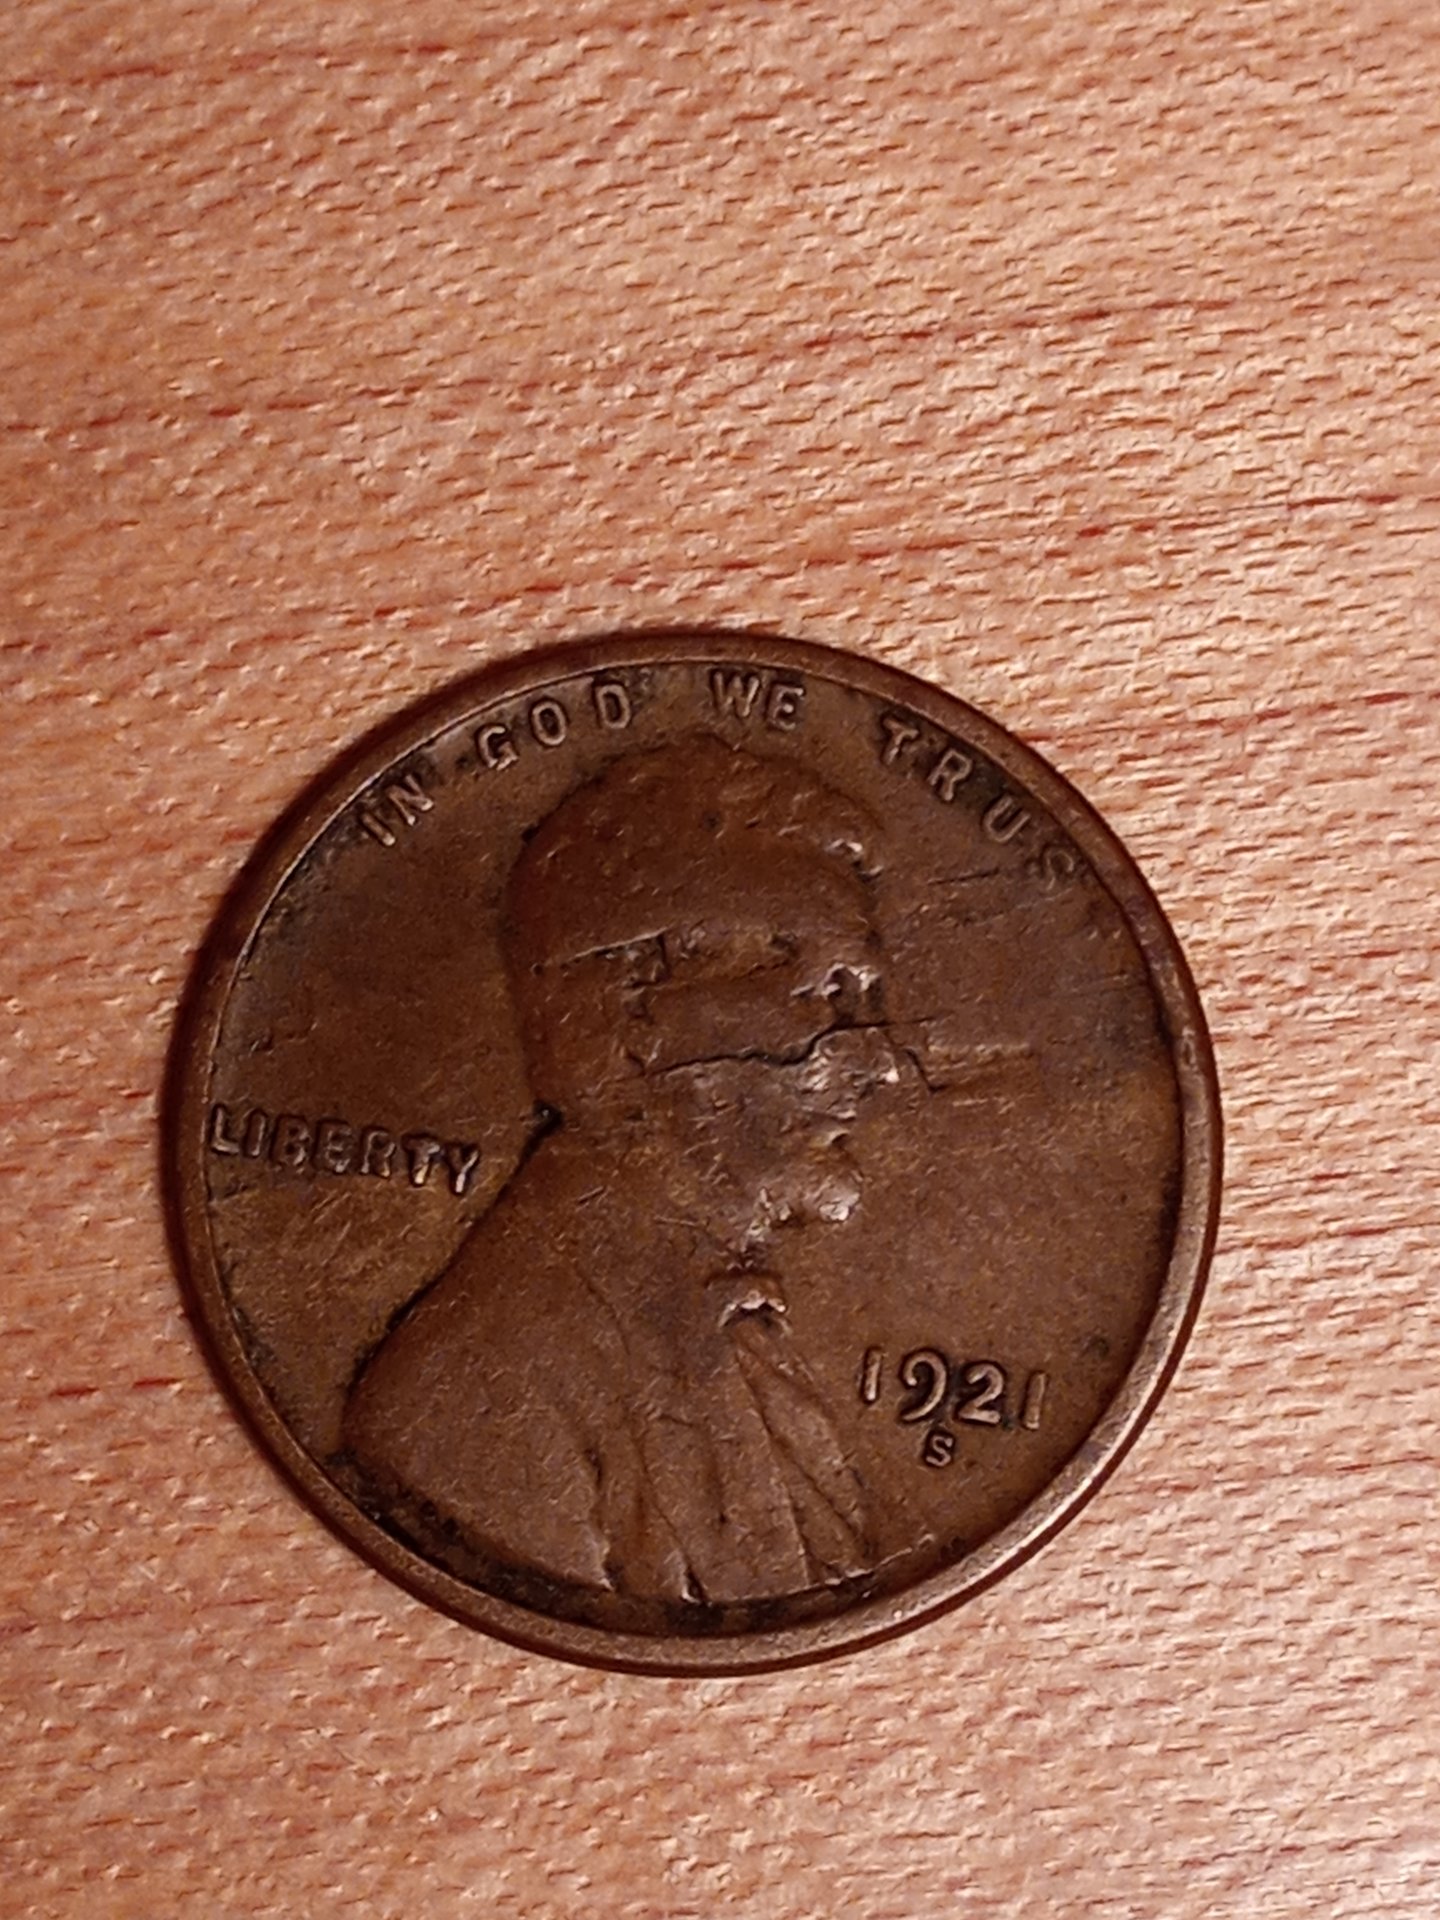 IN GOD WE TRUS
LIBERTY
1921
S